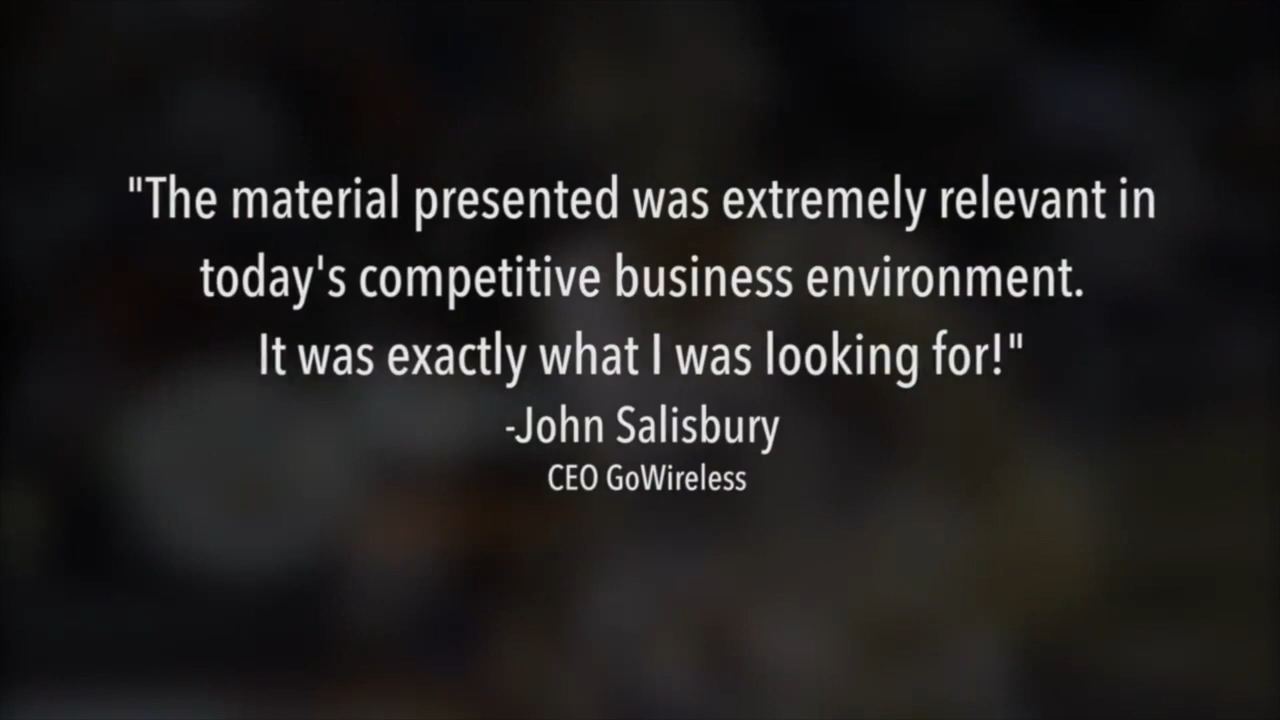 "The material presented was extremely relevant in
today's competitive business environment.
It was exactly what I was looking for!"
-John Salisbury
CEO GoWireless